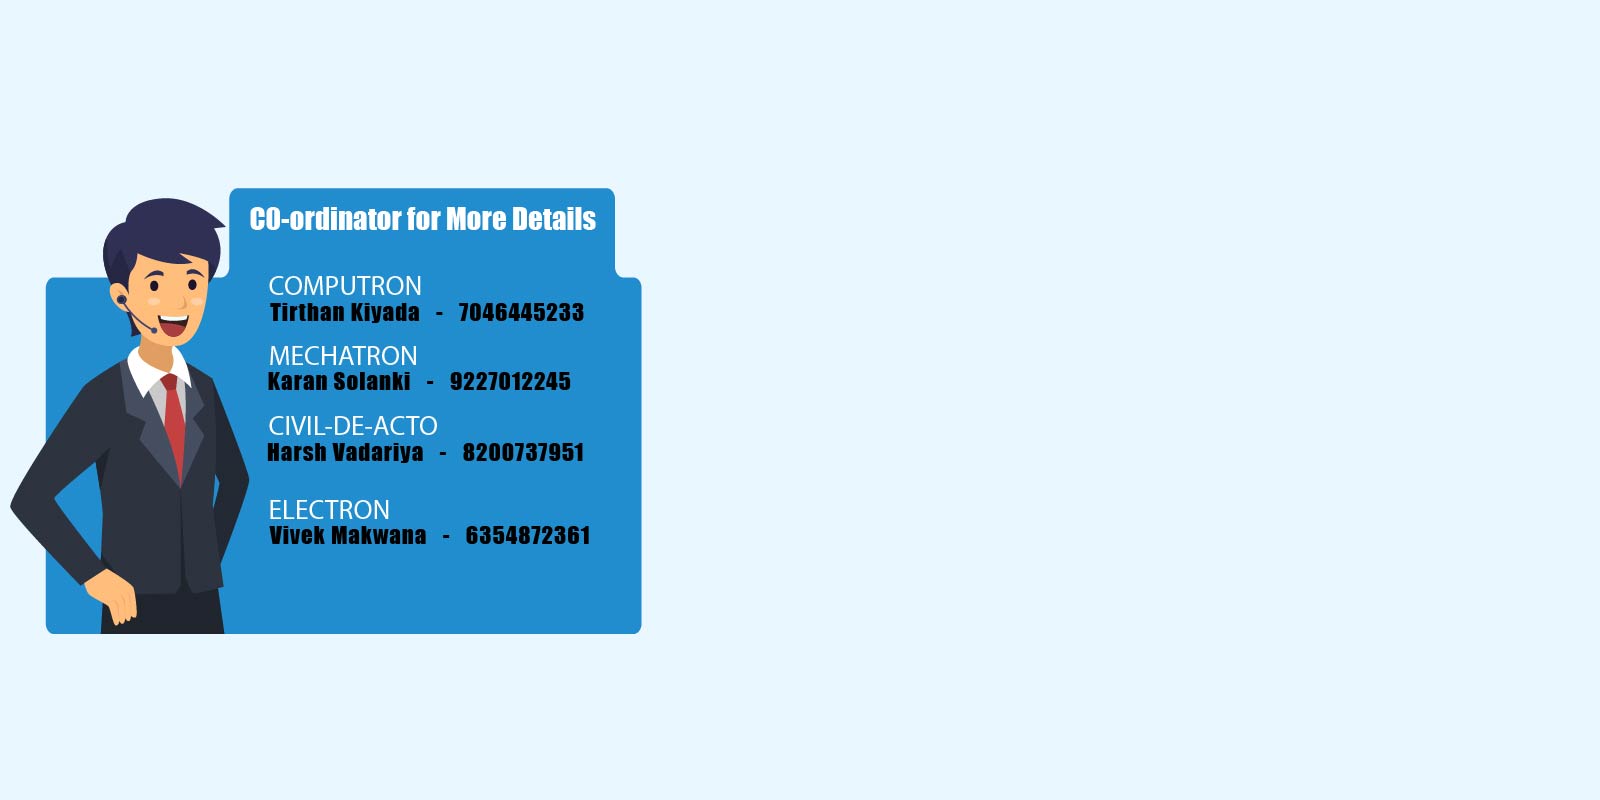 CO-ordinator for More Details
COMPUTRON
Tirthan Kiyada - 7046445233
MECHATRON
Karan Solanki - 9227012245
CIVIL-DE-ACTO
Harsh Vadariya - 8200737951
ELECTRON
Vivek Makwana - 6354872361